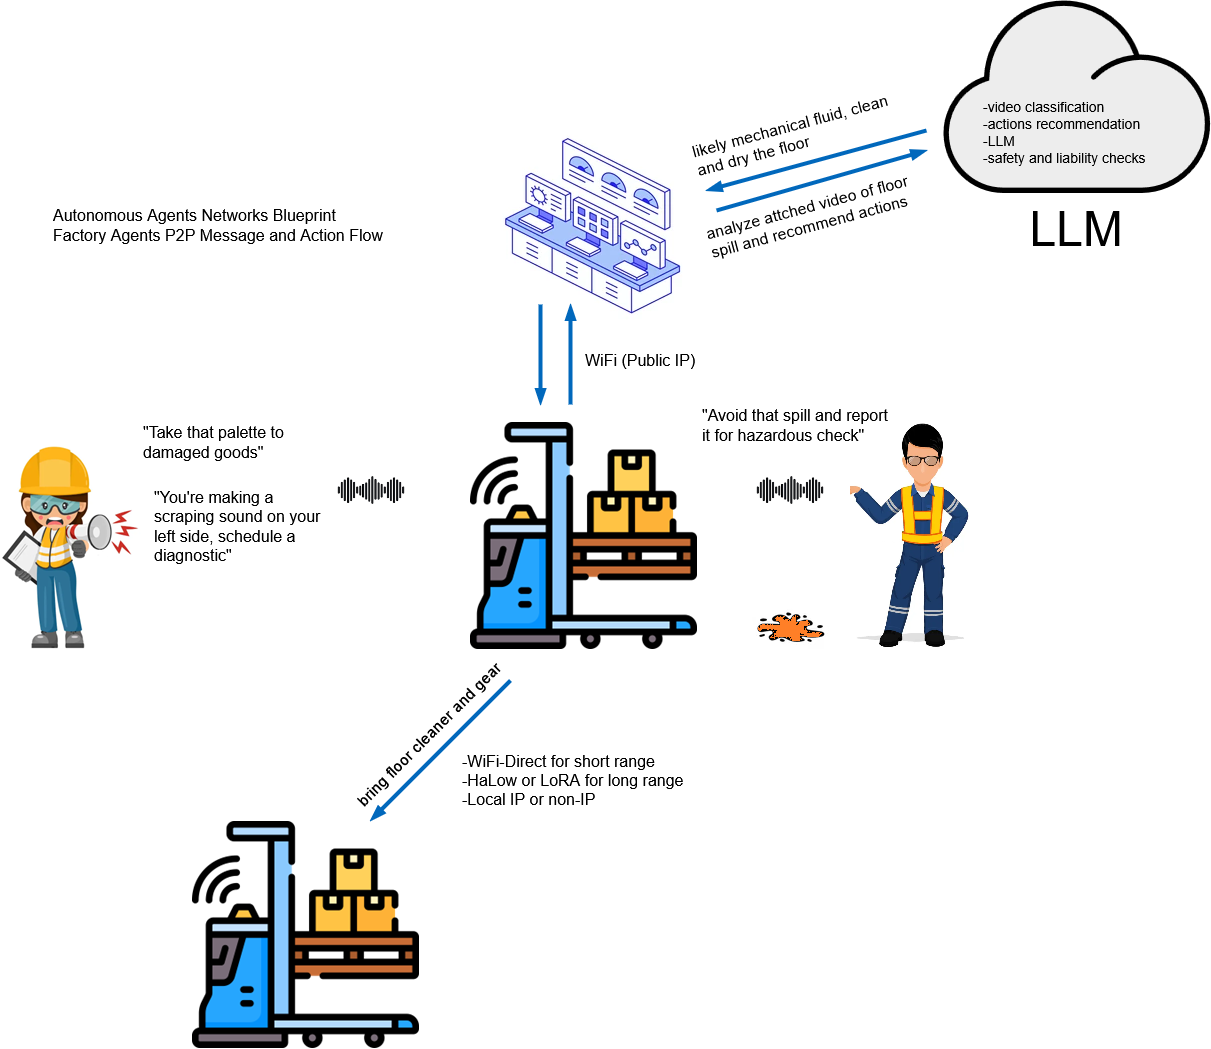 -video classification
-actions recommendation
-LLM
-safety and liability checks
LLM
likely mechanical fluid, clean
and dry the floor
analyze attched video of floor
spill and recommend actions
Autonomous Agents Networks Blueprint
Factory Agents P2P Message and Action Flow
WiFi (Public IP)
"Take that palette to
damaged goods"
"You're making a
scraping sound on your
left side, schedule a
diagnostic"
"Avoid that spill and report
it for hazardous check"
bring floor cleaner and gear
-WiFi-Direct for short range
-HaLow or LoRA for long range
-Local IP or non-IP